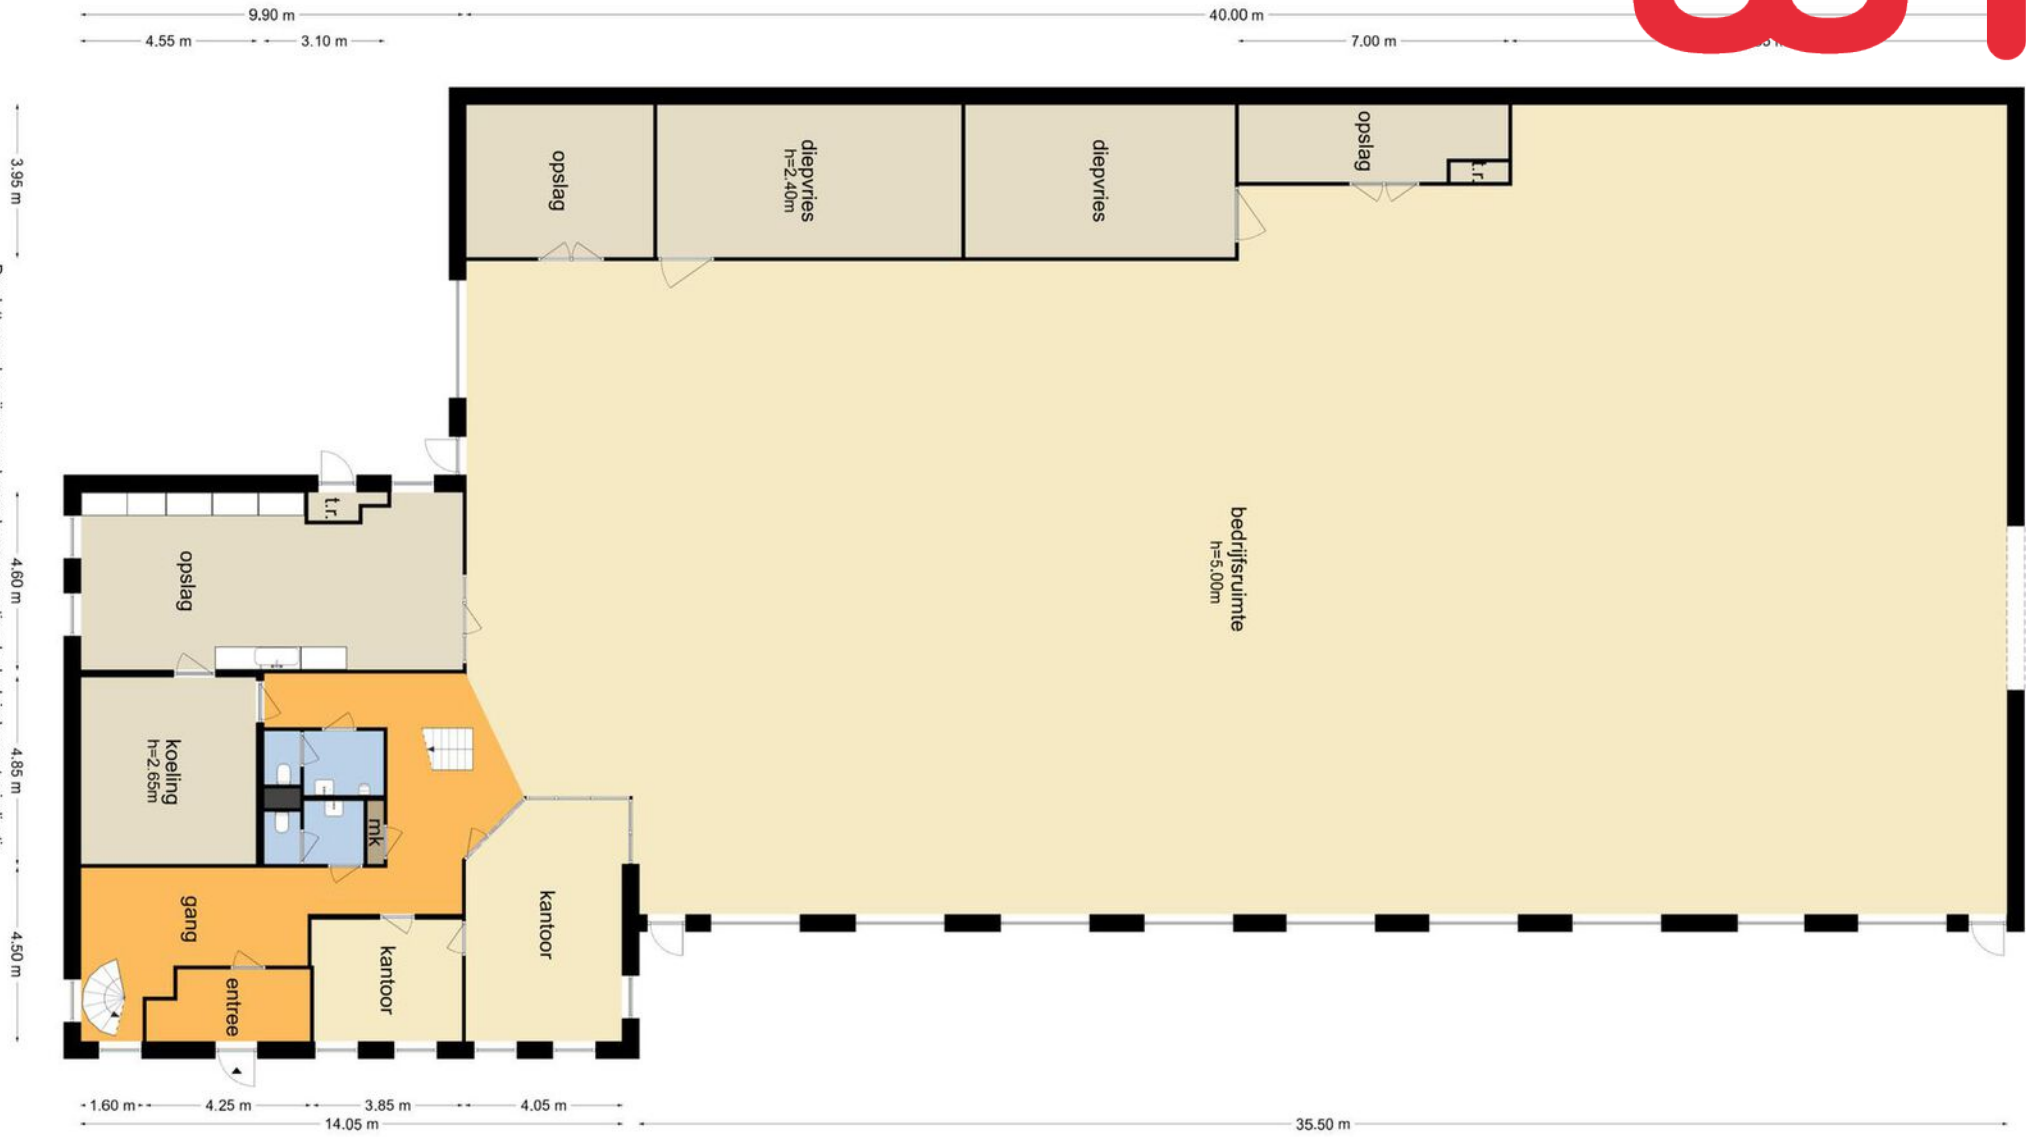 9.90 m
40.00 m
4.55 m
3.10 m
7.00 m
3.95 m
opslag
diepvries
h=2.40m
diepvries
opslag
t.r.
bedrijfsruimte
h=5.00m
t.r.
4.60 m
opslag
4.85 m
koeling
h=2.65m
mk
4.50 m
gang
kantoor
kantoor
entree
1.60 m
4.25 m
3.85 m
4.05 m
14.05 m
35.50 m